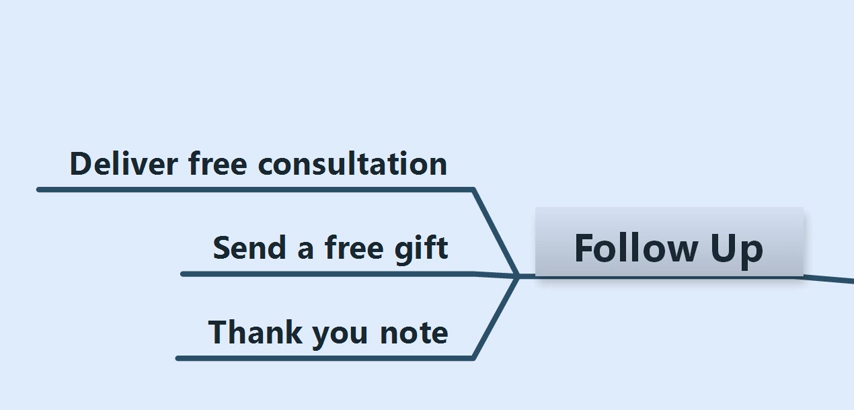 Deliver free consultation
Send a free gift
Follow Up
Thank you note